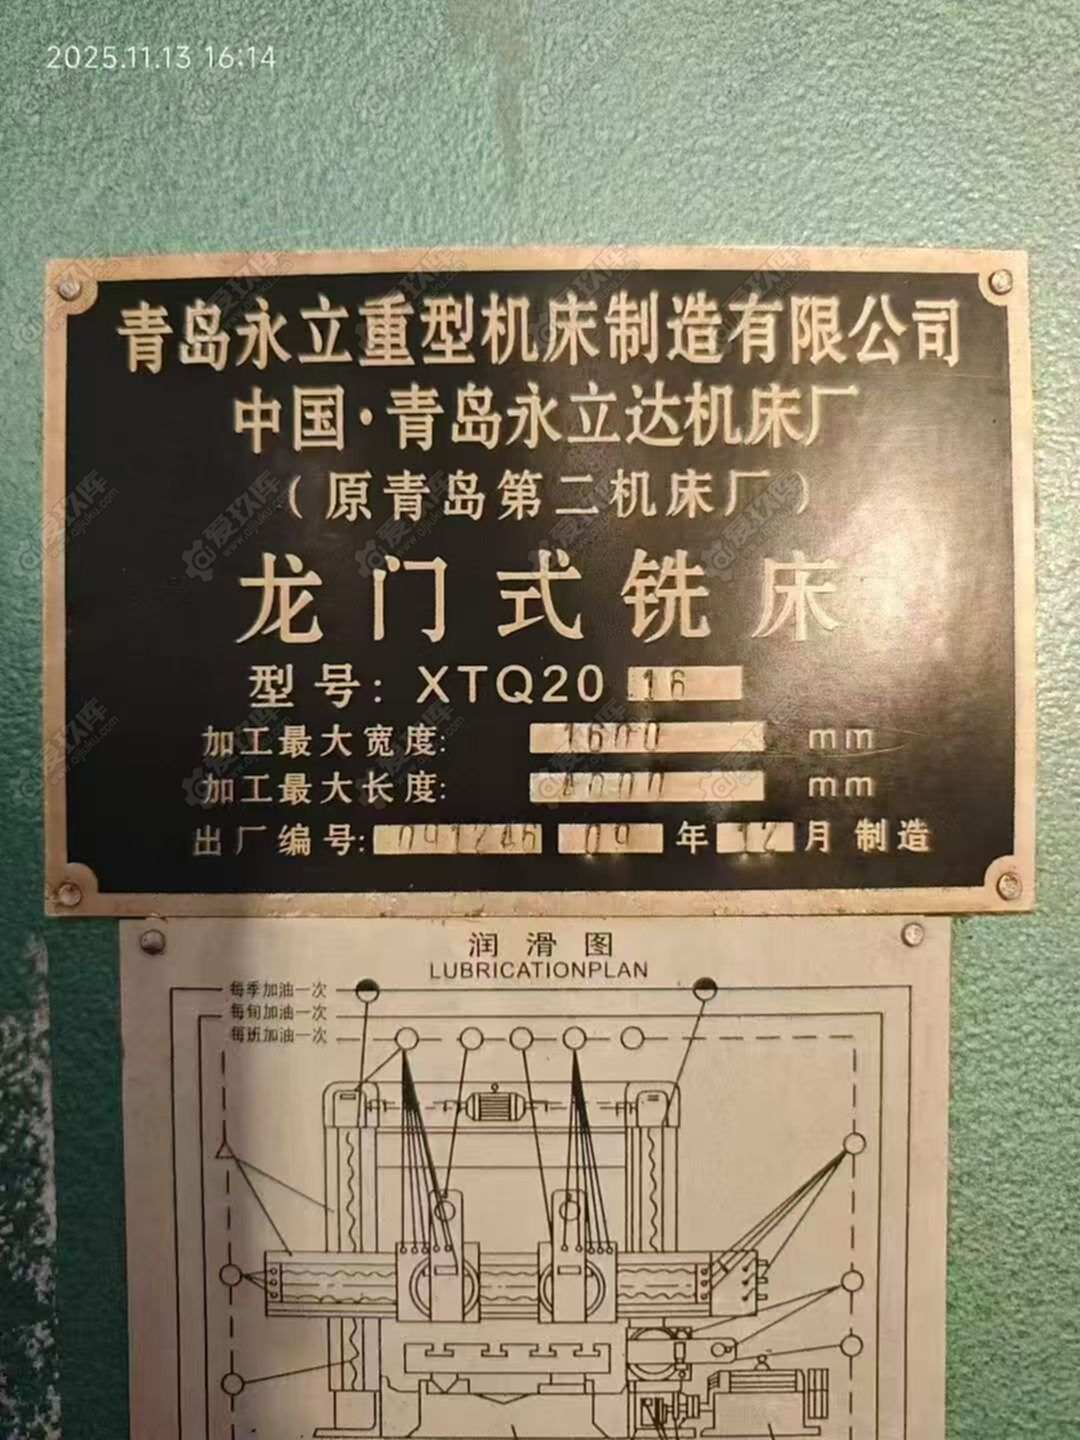 2025.11.13 16:14
青岛永立重型机床制造有限公司
中国·青岛永立达机床厂
（原青岛第二机床厂）
龙门式铣床
型号: XTQ20 16
加工最大宽度: 1600 mm
加工最大长度: 4000 mm
出厂编号: 091246 09 年 12 月 制造
润滑图
LUBRICATIONPLAN
每季加油一次
每旬加油一次
每班加油一次